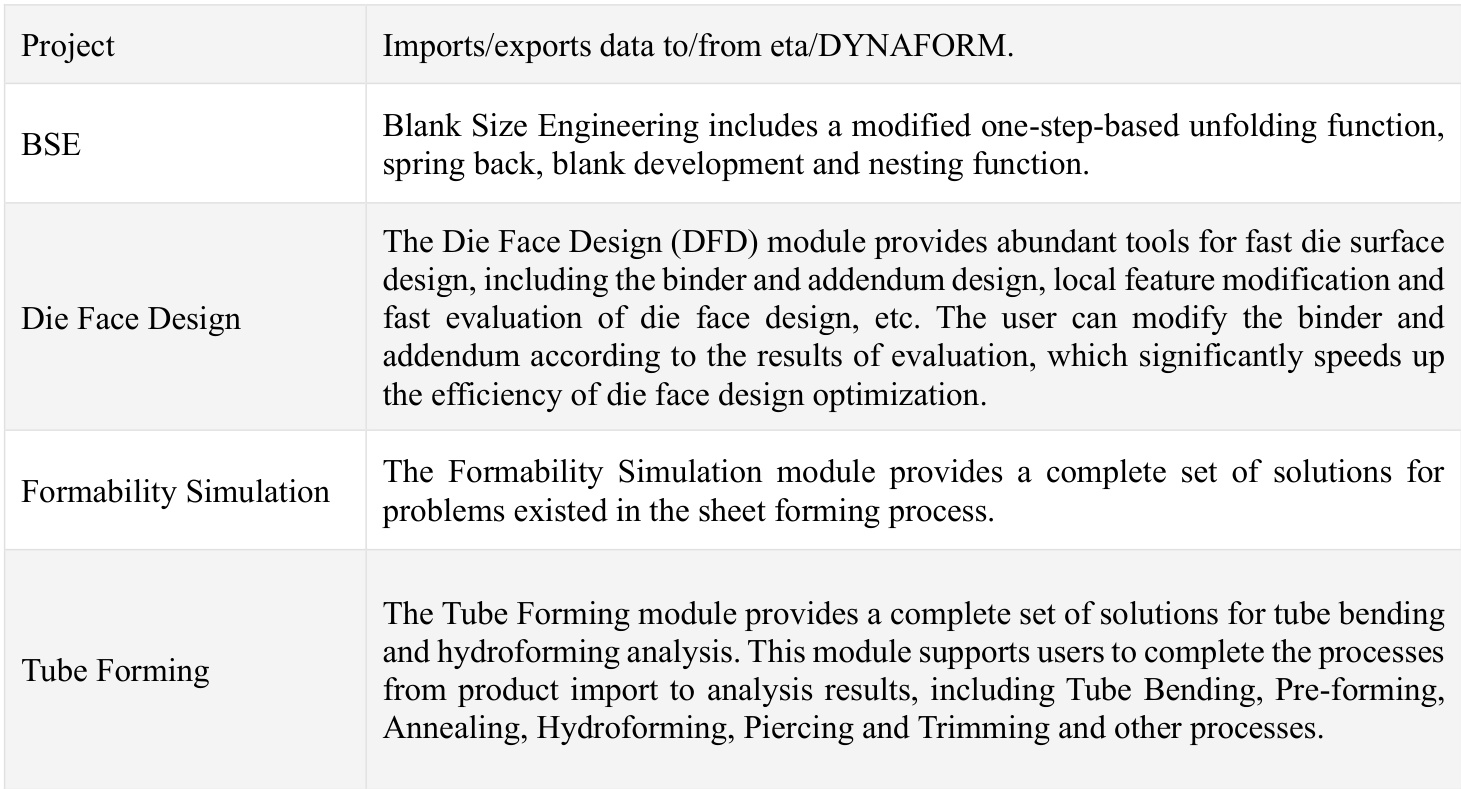 Project
Imports/exports data to/from eta/DYNAFORM.
BSE
Blank Size Engineering includes a modified one-step-based unfolding function,
spring back, blank development and nesting function.
Die Face Design
The Die Face Design (DFD) module provides abundant tools for fast die surface
design, including the binder and addendum design, local feature modification and
fast evaluation of die face design, etc. The user can modify the binder and
addendum according to the results of evaluation, which significantly speeds up
the efficiency of die face design optimization.
Formability Simulation
The Formability Simulation module provides a complete set of solutions for
problems existed in the sheet forming process.
Tube Forming
The Tube Forming module provides a complete set of solutions for tube bending
and hydroforming analysis. This module supports users to complete the processes
from product import to analysis results, including Tube Bending, Pre-forming,
Annealing, Hydroforming, Piercing and Trimming and other processes.